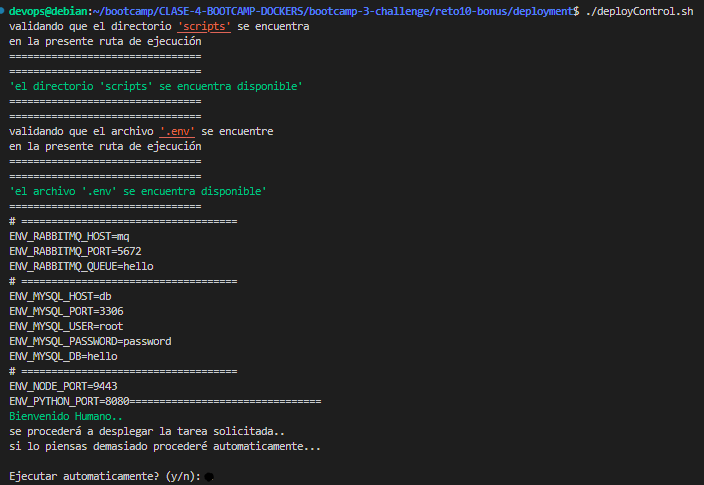 devops@debian:~/bootcamp/CLASE-4-BOOTCAMP-DOCKERS/bootcamp-3-challenge/reto10-bonus/deployment$ ./deployControl.sh
validando que el directorio 'scripts' se encuentra
en la presente ruta de ejecución
================================
================================
'el directorio 'scripts' se encuentra disponible'
================================
================================
validando que el archivo '.env' se encuentre
en la presente ruta de ejecución
================================
================================
'el archivo '.env' se encuentra disponible'
================================
# ====================================
ENV_RABBITMQ_HOST=mq
ENV_RABBITMQ_PORT=5672
ENV_RABBITMQ_QUEUE=hello
# ====================================
ENV_MYSQL_HOST=db
ENV_MYSQL_PORT=3306
ENV_MYSQL_USER=root
ENV_MYSQL_PASSWORD=password
ENV_MYSQL_DB=hello
# ====================================
ENV_NODE_PORT=9443
ENV_PYTHON_PORT=8080================================
Bienvenido Humano..
se procederá a desplegar la tarea solicitada..
si lo piensas demasiado procederé automaticamente...
Ejecutar automaticamente? (y/n):